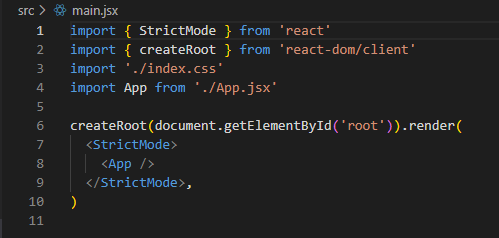 src > main.jsx
1 import { StrictMode } from 'react'
2 import { createRoot } from 'react-dom/client'
3 import './index.css'
4 import App from './App.jsx'
5
6 createRoot(document.getElementById('root')).render(
7   <StrictMode>
8     <App />
9   </StrictMode>,
10 )
11